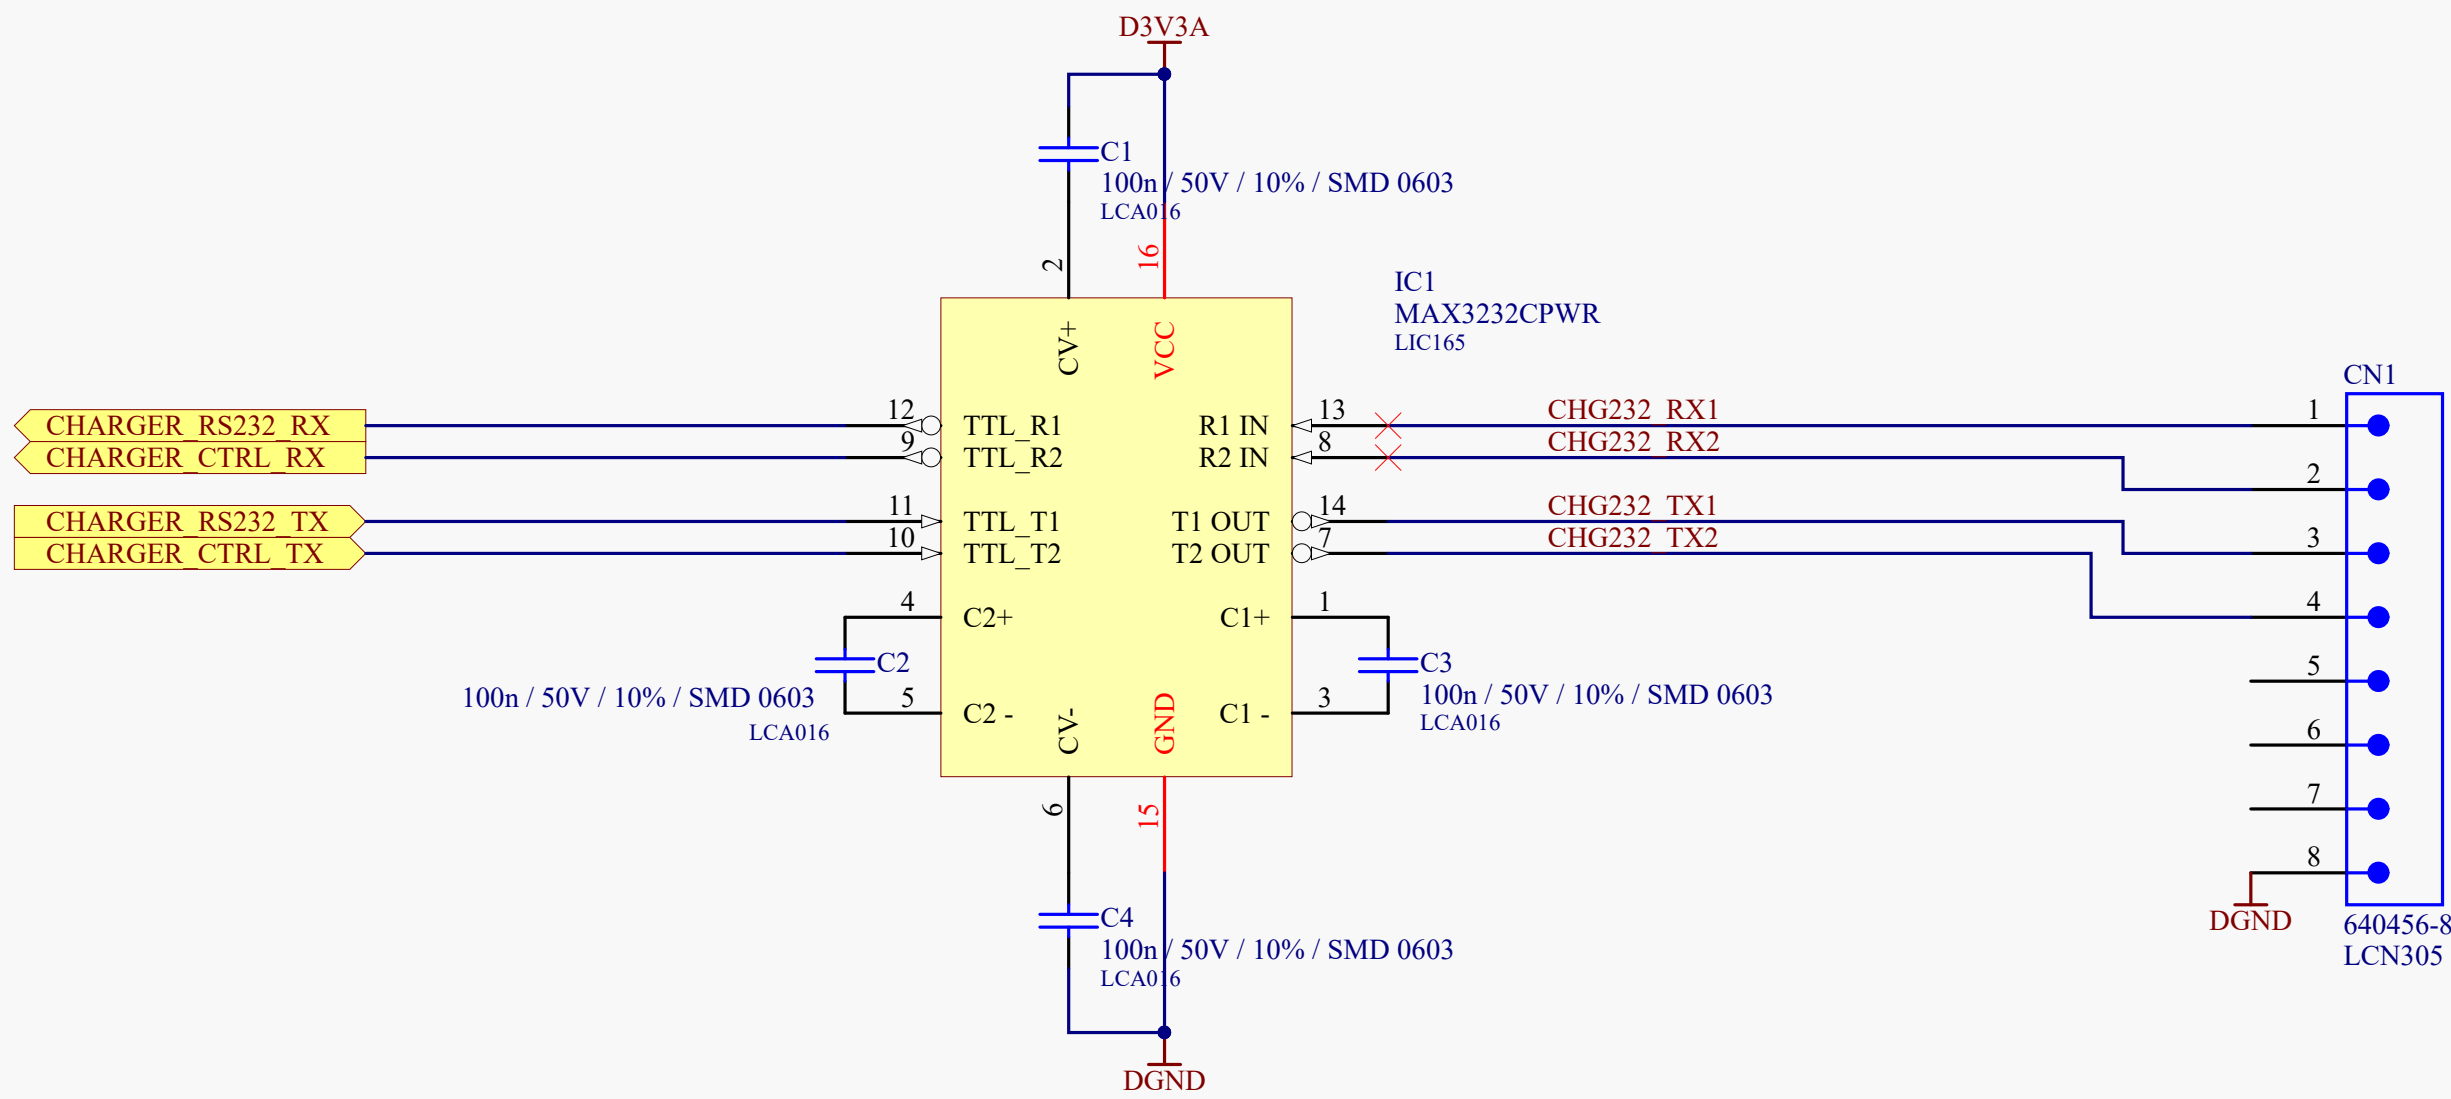 D3V3A
C1
100n / 50V / 10% / SMD 0603
LCA016
2
16
IC1
MAX3232CPWR
LIC165
CV+
VCC
CN1
CHARGER_RS232_RX
12
TTL_R1
R1 IN
13
CHG232_RX1
1
CHARGER_CTRL_RX
9
TTL_R2
R2 IN
8
CHG232_RX2
2
CHARGER_RS232_TX
11
TTL_T1
T1 OUT
14
CHG232_TX1
3
CHARGER_CTRL_TX
10
TTL_T2
T2 OUT
7
CHG232_TX2
4
4
C2+
C1+
1
C2
100n / 50V / 10% / SMD 0603
LCA016
C3
100n / 50V / 10% / SMD 0603
LCA016
5
C2 -
C1 -
3
CV-
GND
5
6
7
8
DGND
640456-8
LCN305
6
15
C4
100n / 50V / 10% / SMD 0603
LCA016
DGND